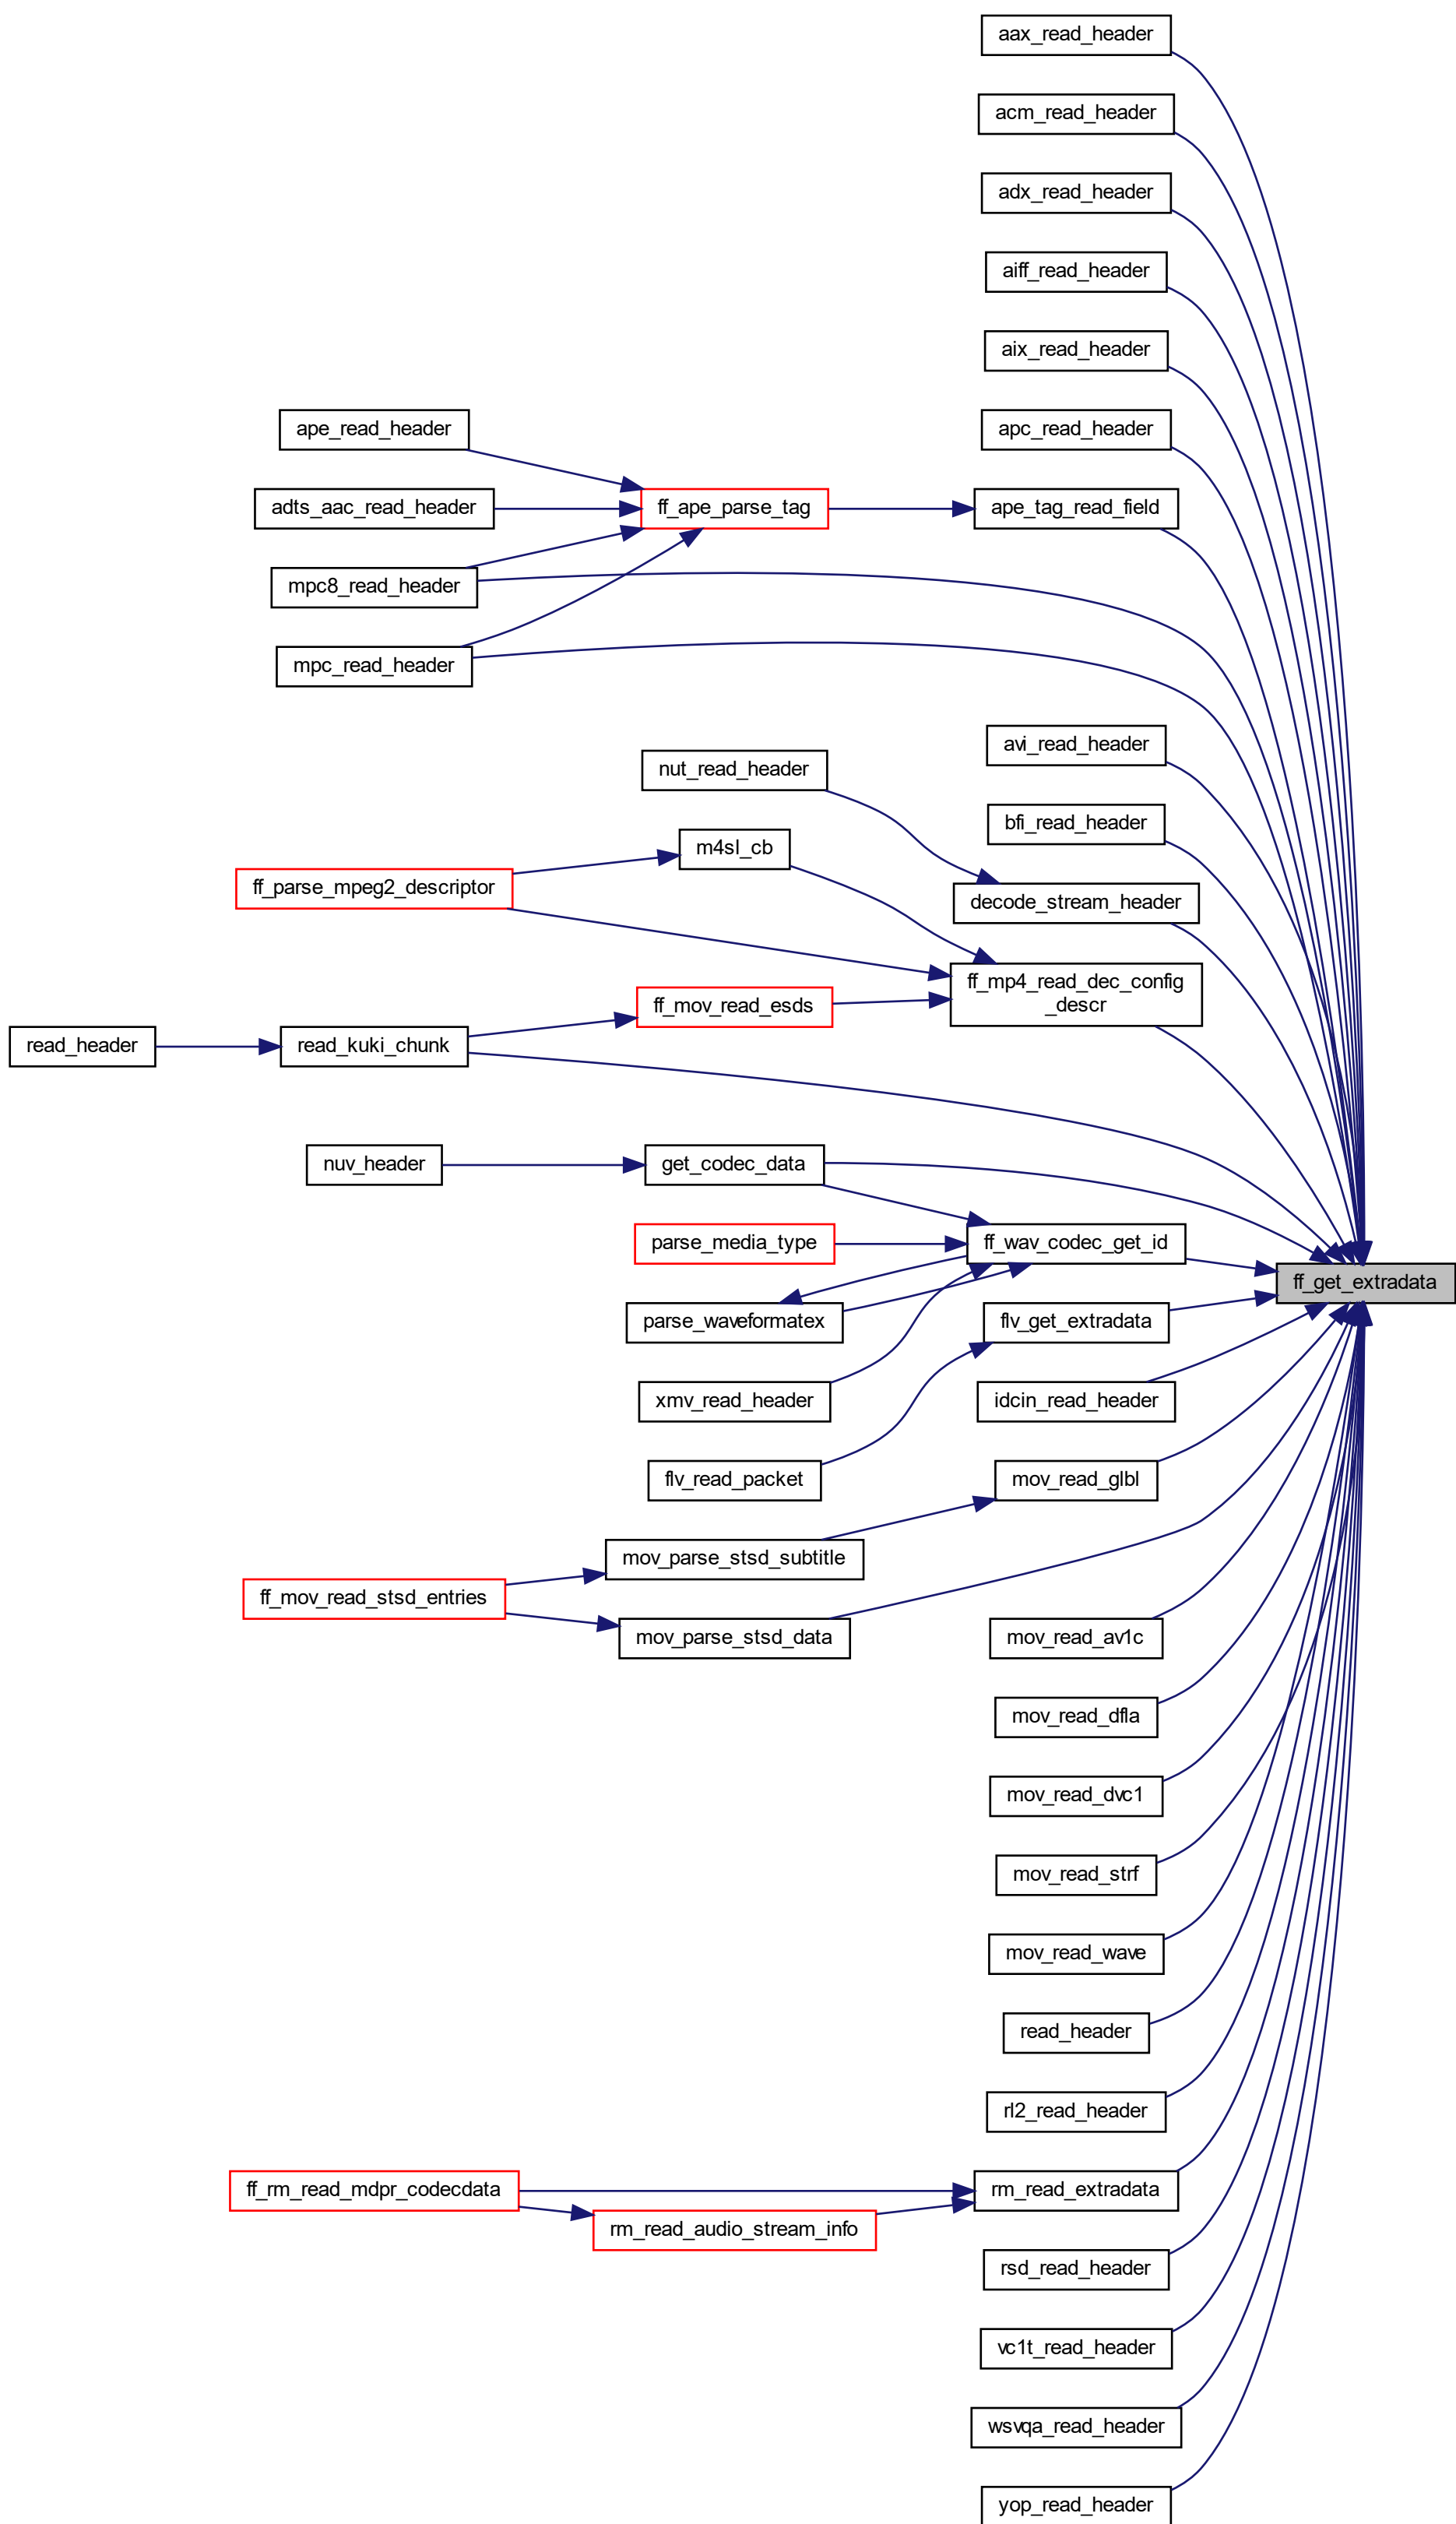 aax_read_header
acm_read_header
adx_read_header
aiff_read_header
aix_read_header
ape_read_header
apc_read_header
adts_aac_read_header
ff_ape_parse_tag
ape_tag_read_field
mpc8_read_header
mpc_read_header
avi_read_header
nut_read_header
bfi_read_header
m4sl_cb
ff_parse_mpeg2_descriptor
decode_stream_header
ff_mp4_read_dec_config
_descr
ff_mov_read_esds
read_header
read_kuki_chunk
nuv_header
get_codec_data
parse_media_type
ff_wav_codec_get_id
ff_get_extradata
parse_waveformatex
flv_get_extradata
xmv_read_header
idcin_read_header
flv_read_packet
mov_read_glbl
mov_parse_stsd_subtitle
ff_mov_read_stsd_entries
mov_parse_stsd_data
mov_read_av1c
mov_read_dfla
mov_read_dvc1
mov_read_strf
mov_read_wave
read_header
rl2_read_header
ff_rm_read_mdpr_codecdata
rm_read_extradata
rm_read_audio_stream_info
rsd_read_header
vc1t_read_header
wsvqa_read_header
yop_read_header